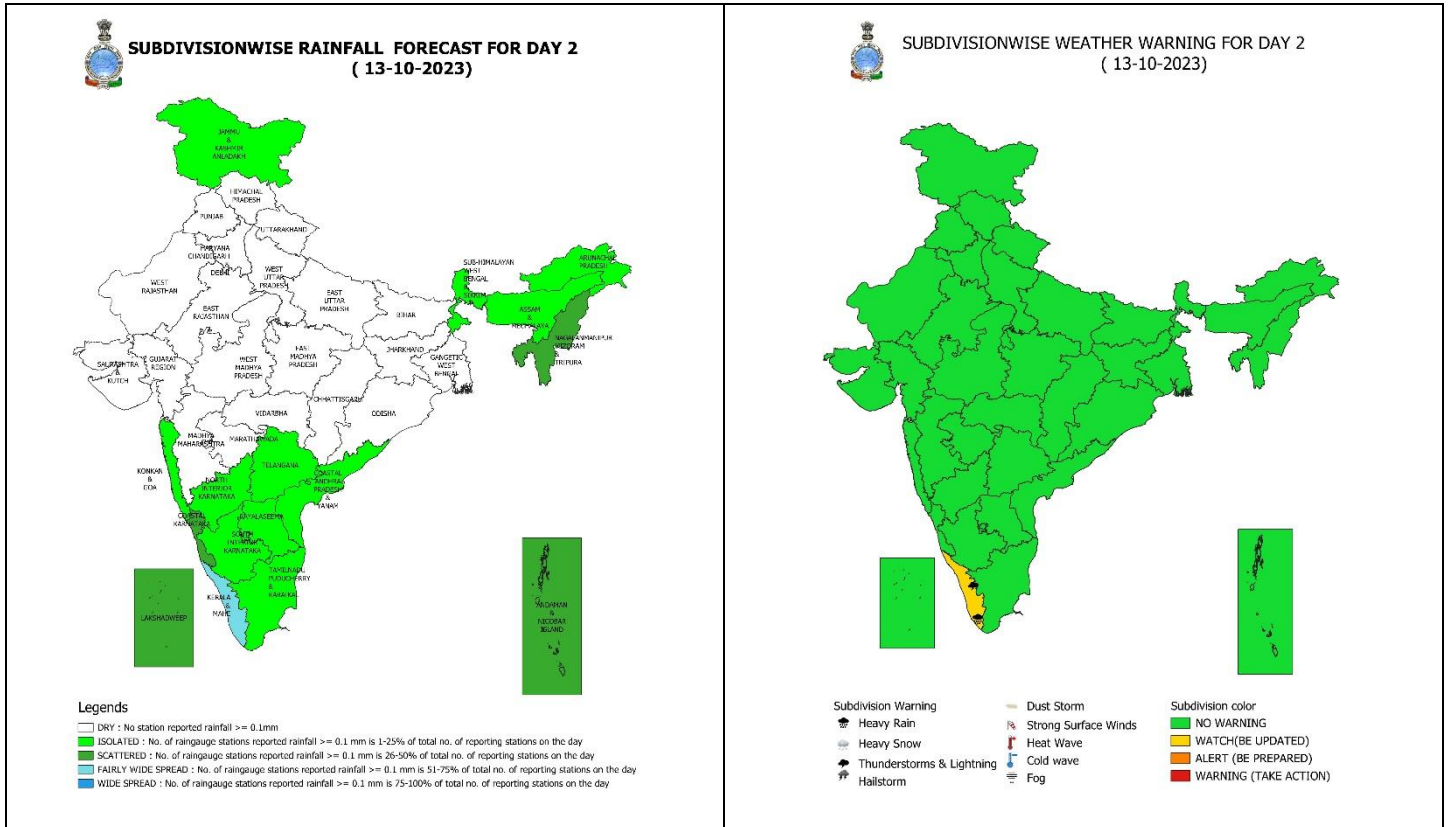 SUBDIVISIONWISE RAINFALL FORECAST FOR DAY 2
( 13-10-2023)
JAMMU
&
KASHMIR
ANLADAKH
HIMACHAL
PRADESH
PUNJAB
UTTARAKHAND
HARYANA
CHANDIGARH &
DELHI
WEST
RAJASTHAN
WEST
UTTAR
PRADESH
EAST
RAJASTHAN
EAST
UTTAR
PRADESH
SUB-HIMALAYAN
WEST
BENGAL
&
SIKKIM
ARUNACHAL
PRADESH
ASSAM
&
MEGHALAYA
BIHAR
MIZORAM
&
TRIPURA
SAURASHTRA
&
KUTCH
GUJARAT
REGION
WEST
MADHYA
PRADESH
EAST
MADHYA
PRADESH
JHARKHAND
GANGETIC
WEST
BENGAL
CHHATTISGARH
ODISHA
VIDARBHA
MADHYA
MAHARASHTRA
MARATHAWADA
KONKAN
&
GOA
TELANGANA
NORTH
INTERIOR
KARNATAKA
COASTAL
ANDHRA
PRADESH
&
YANAM
COASTAL
KARNATAKA
RAYALASEEMA
SOUTH
INTERIOR
KARNATAKA
TAMILNADU
PUDUCHERRY
&
KARAIKAL
KERALA
&
MAHE
LAKSHADWEEP
ANDAMAN
&
NICOBAR
ISLAND
Legends
DRY : No station reported rainfall >= 0.1mm
ISOLATED : No. of raingauge stations reported rainfall >= 0.1 mm is 1-25% of total no. of reporting stations on the day
SCATTERED : No. of raingauge stations reported rainfall >= 0.1 mm is 26-50% of total no. of reporting stations on the day
FAIRLY WIDE SPREAD : No. of raingauge stations reported rainfall >= 0.1 mm is 51-75% of total no. of reporting stations on the day
WIDE SPREAD : No. of raingauge stations reported rainfall >= 0.1 mm is 75-100% of total no. of reporting stations on the day
SUBDIVISIONWISE WEATHER WARNING FOR DAY 2
( 13-10-2023)
Subdivision Warning
Heavy Rain
Heavy Snow
Thunderstorms & Lightning
Hailstorm
Dust Storm
Strong Surface Winds
Heat Wave
Cold wave
Fog
Subdivision color
NO WARNING
WATCH(BE UPDATED)
ALERT (BE PREPARED)
WARNING (TAKE ACTION)